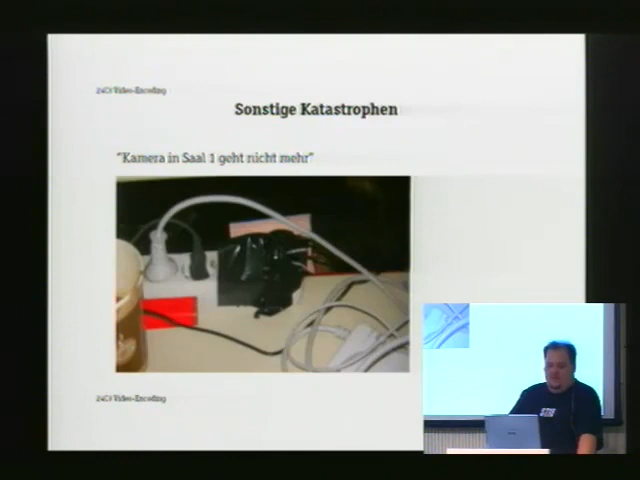 24C3 Video-Encoding
Sonstige Katastrophen
"Kamera in Saal 1 geht nicht mehr"
24C3 Video-Encoding